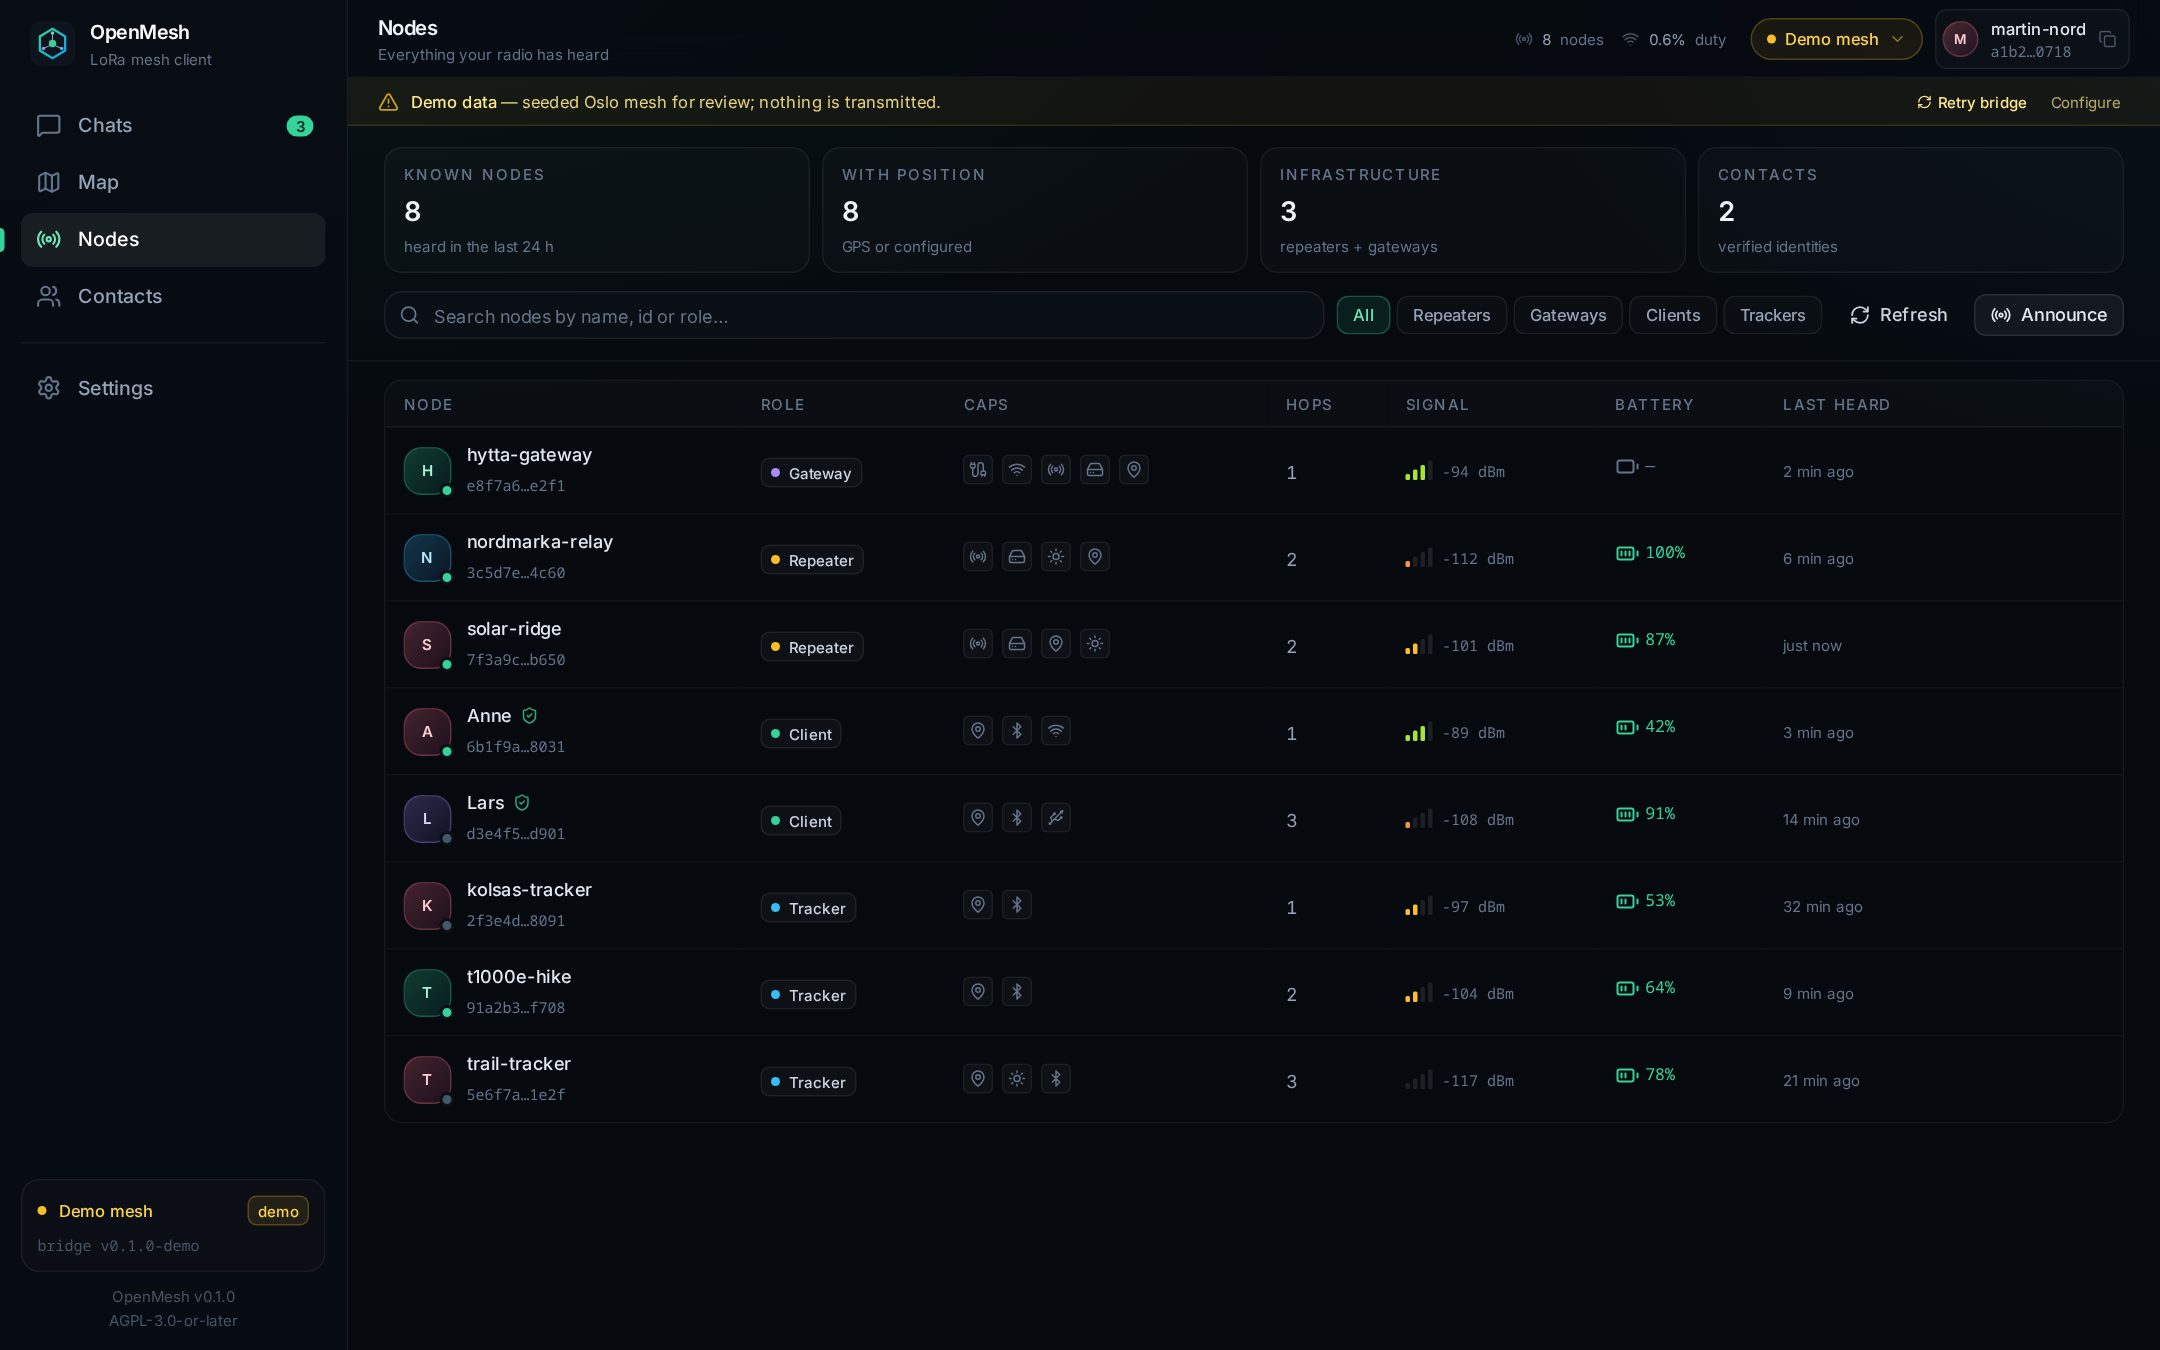 OpenMesh
LoRa mesh client
Chats
3
Map
Nodes
Contacts
Settings
Demo mesh
demo
bridge v0.1.0-demo
OpenMesh v0.1.0
AGPL-3.0-or-later
Nodes
Everything your radio has heard
8 nodes
0.6% duty
Demo mesh
M
martin-nord
a1b2…0718
Demo data — seeded Oslo mesh for review; nothing is transmitted.
Retry bridge
Configure
KNOWN NODES
8
heard in the last 24 h
WITH POSITION
8
GPS or configured
INFRASTRUCTURE
3
repeaters + gateways
CONTACTS
2
verified identities
Search nodes by name, id or role…
All
Repeaters
Gateways
Clients
Trackers
Refresh
Announce
NODE ROLE CAPS HOPS SIGNAL BATTERY LAST HEARD
H hytta-gateway
e8f7a6…e2f1
Gateway 1 -94 dBm — 2 min ago
N nordmarka-relay
3c5d7e…4c60
Repeater 2 -112 dBm 100% 6 min ago
S solar-ridge
7f3a9c…b650
Repeater 2 -101 dBm 87% just now
A Anne
6b1f9a…8031
Client 1 -89 dBm 42% 3 min ago
L Lars
d3e4f5…d901
Client 3 -108 dBm 91% 14 min ago
K kolsas-tracker
2f3e4d…8091
Tracker 1 -97 dBm 53% 32 min ago
T t1000e-hike
91a2b3…f708
Tracker 2 -104 dBm 64% 9 min ago
T trail-tracker
5e6f7a…1e2f
Tracker 3 -117 dBm 78% 21 min ago